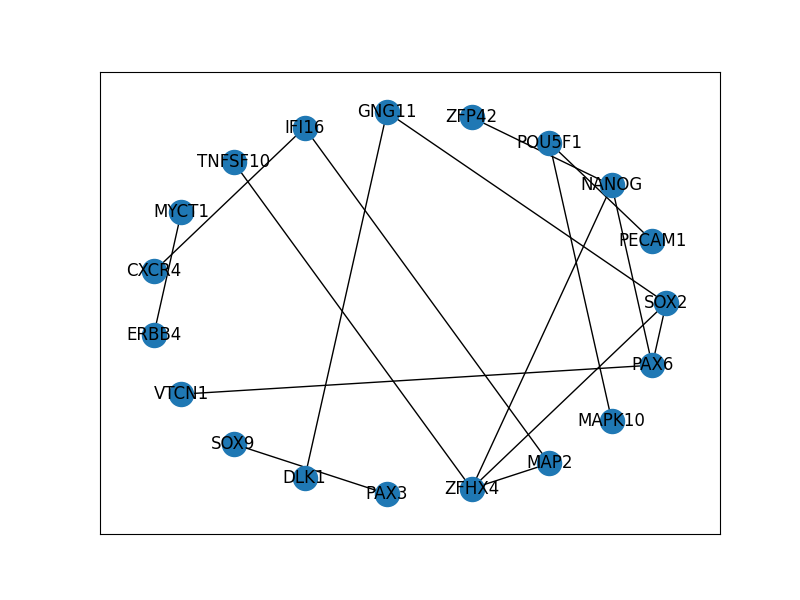 GNG11
ZFP42
IFI16
POU5F1
TNFSF10
NANOG
MYCT1
PECAM1
CXCR4
SOX2
ERBB4
PAX6
VTCN1
MAPK10
SOX9
MAP2
DLK1
ZFHX4
PAX3